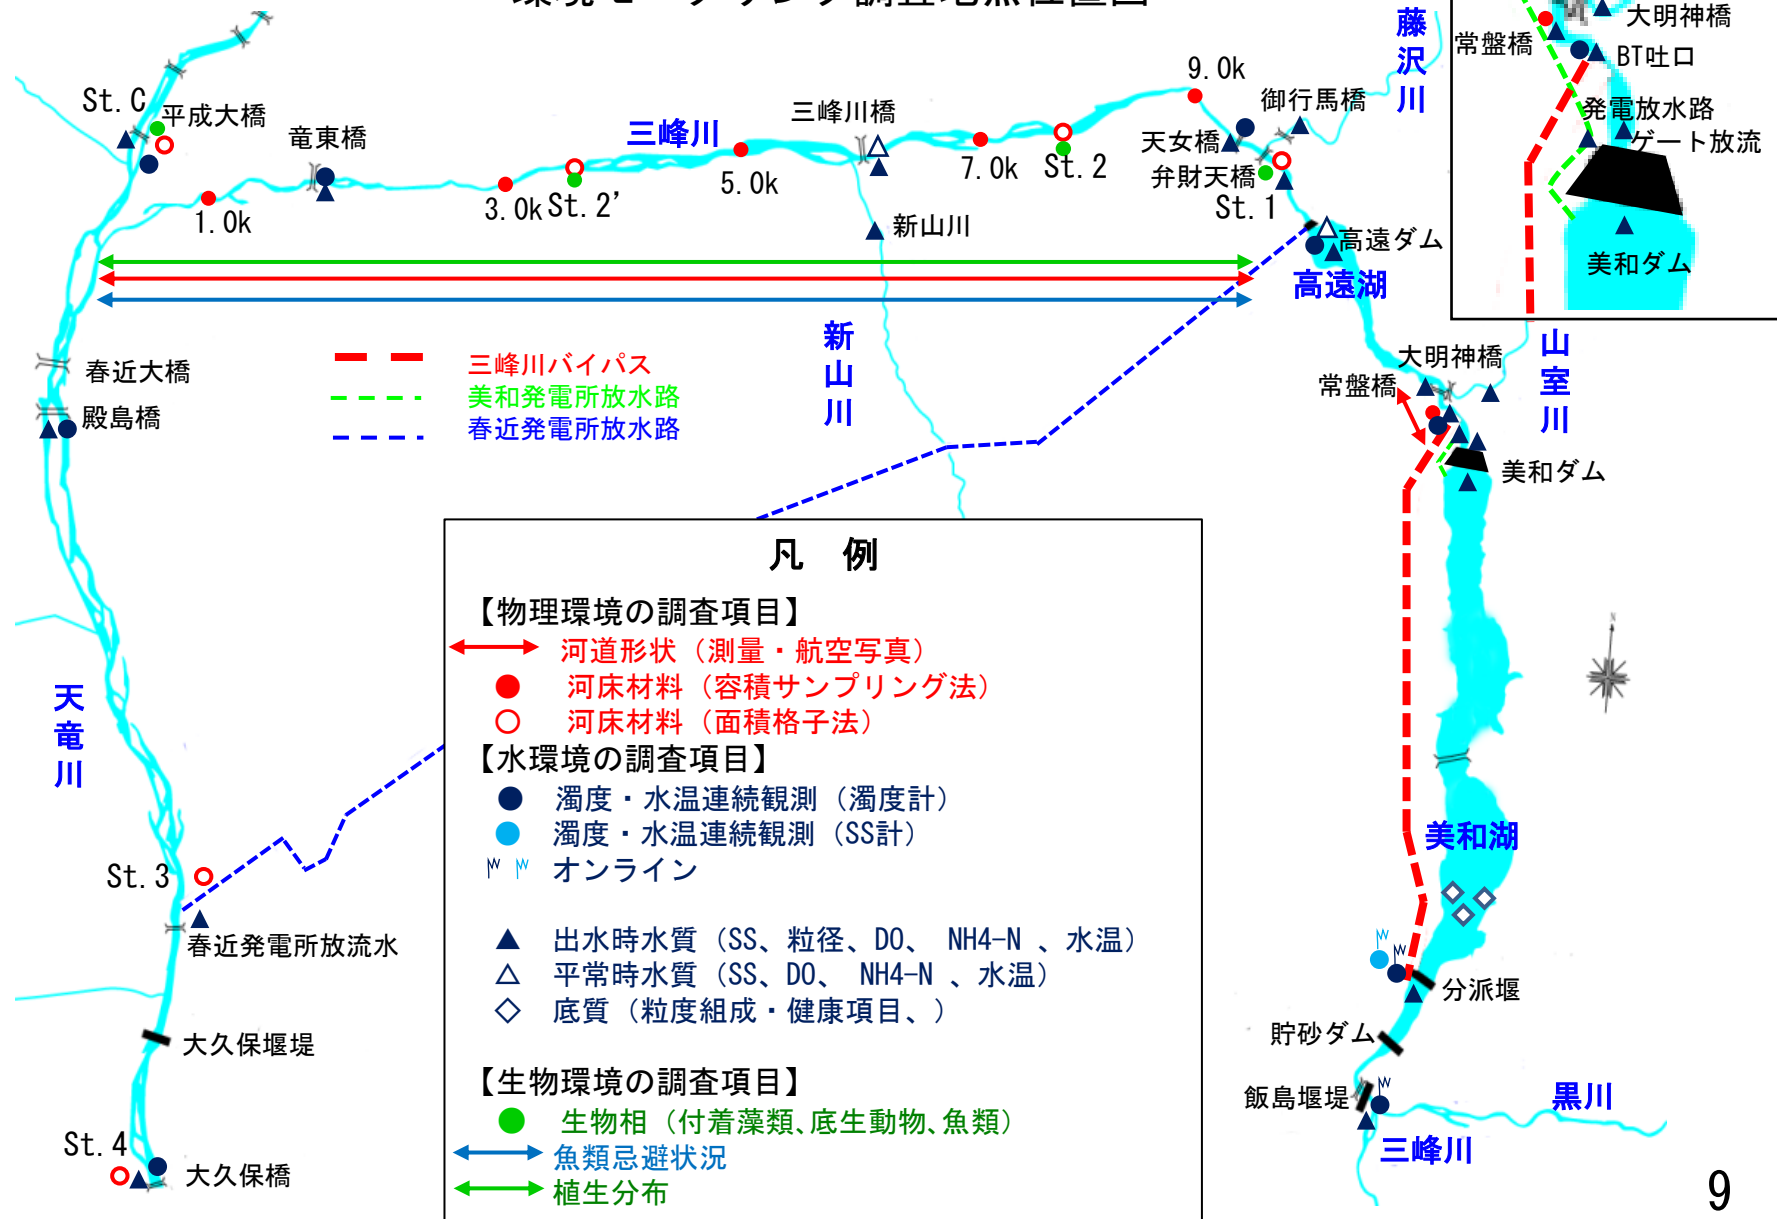 環境モニタリング調査地点位置図
藤沢川
大明神橋
常盤橋
BT吐口
発電放水路
ゲート放流
美和ダム
St.C
平成大橋
竜東橋
三峰川
三峰川橋
9.0k
御行馬橋
天女橋
弁財天橋
St.1
1.0k
3.0k
St.2’
5.0k
7.0k
St.2
新山川
高遠ダム
高遠湖
新山川
山室川
春近大橋
殿島橋
三峰川バイパス
美和発電所放水路
春近発電所放水路
大明神橋
常盤橋
美和ダム
凡 例
【物理環境の調査項目】
河道形状（測量・航空写真）
河床材料（容積サンプリング法）
河床材料（面積格子法）
【水環境の調査項目】
濁度・水温連続観測（濁度計）
濁度・水温連続観測（SS計）
オンライン
出水時水質（SS、粒径、DO、 NH4-N 、水温）
平常時水質（SS、DO、 NH4-N 、水温）
底質（粒度組成・健康項目、）
【生物環境の調査項目】
生物相（付着藻類、底生動物、魚類）
魚類忌避状況
植生分布
天竜川
St.3
春近発電所放流水
大久保堰堤
St.4
大久保橋
N
美和湖
分派堰
貯砂ダム
飯島堰堤
黒川
三峰川
9